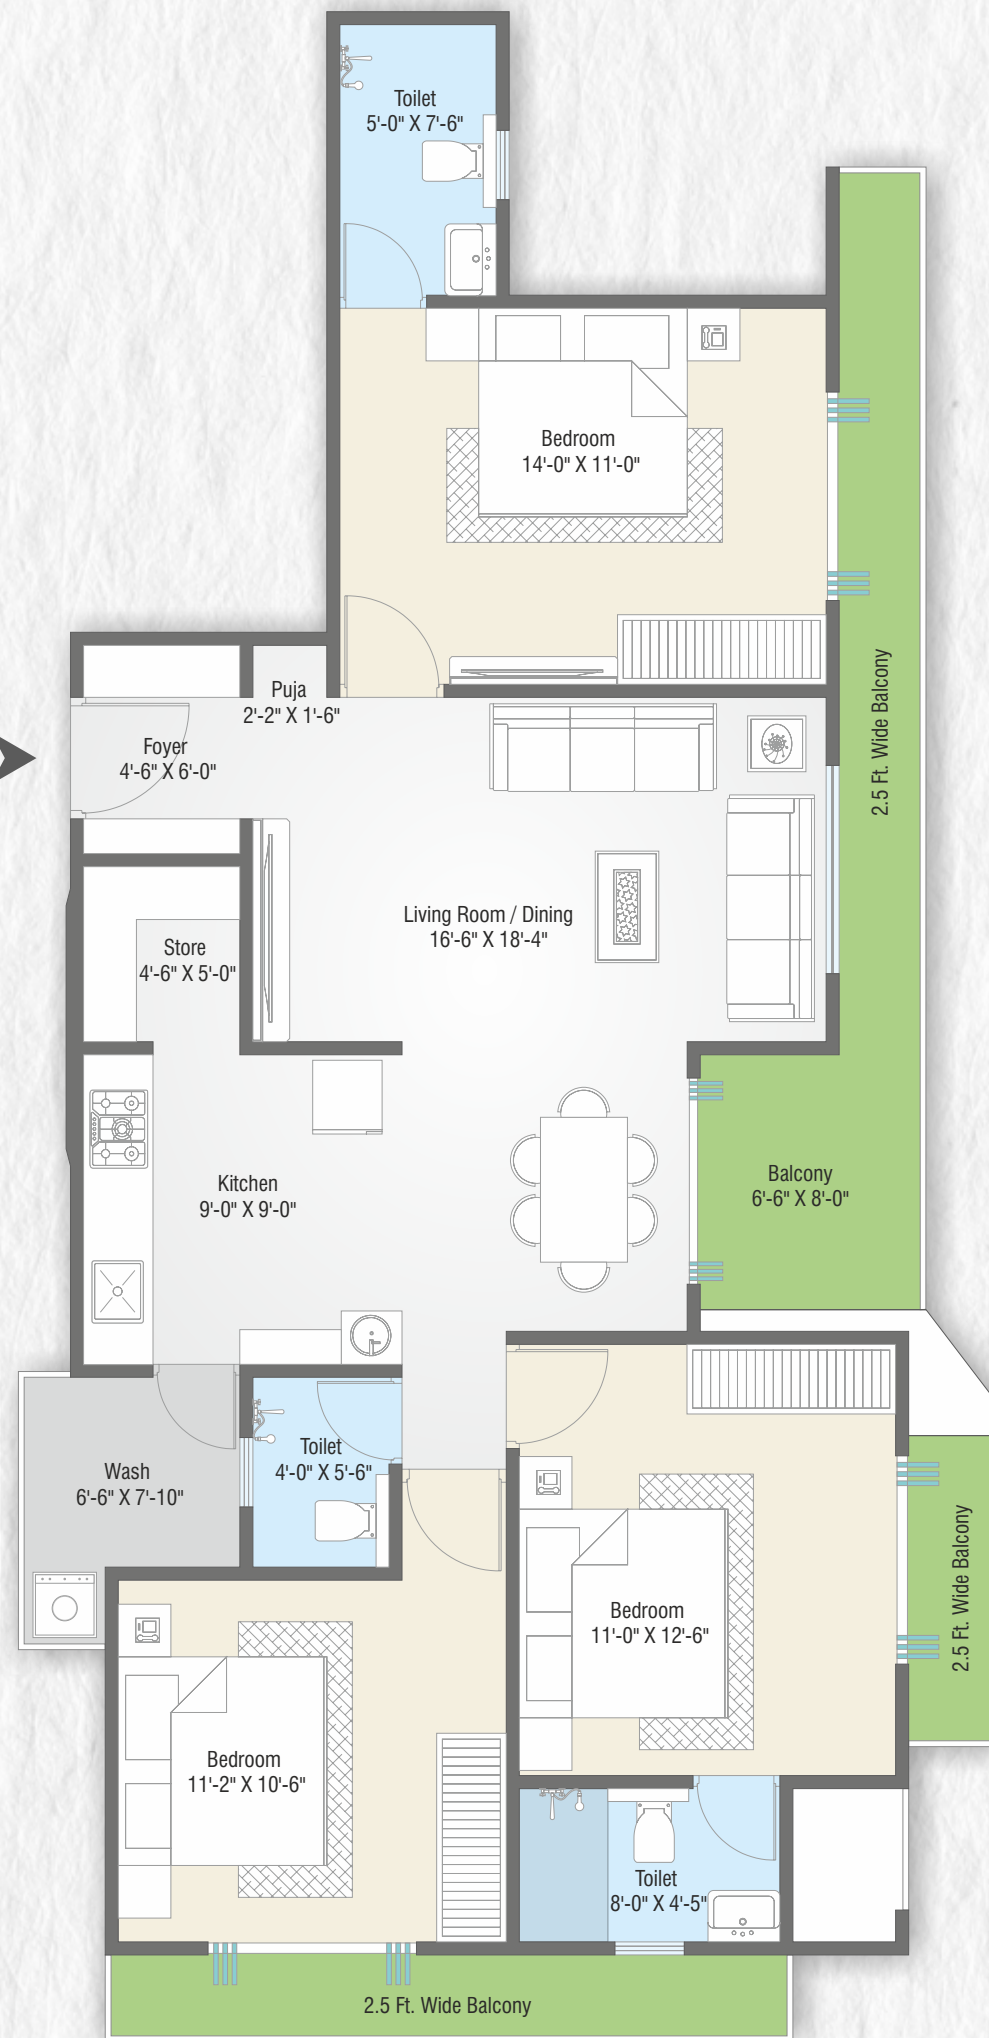 Toilet
5'-0" X 7'-6"
Bedroom
14'-0" X 11'-0"
Puja
2'-2" X 1'-6"
Foyer
4'-6" X 6'-0"
2.5 Ft. Wide Balcony
Living Room / Dining
16'-6" X 18'-4"
Store
4'-6" X 5'-0"
Kitchen
9'-0" X 9'-0"
Balcony
6'-6" X 8'-0"
Toilet
4'-0" X 5'-6"
Wash
6'-6" X 7'-10"
2.5 Ft. Wide Balcony
Bedroom
11'-0" X 12'-6"
Bedroom
11'-2" X 10'-6"
Toilet
8'-0" X 4'-5"
2.5 Ft. Wide Balcony